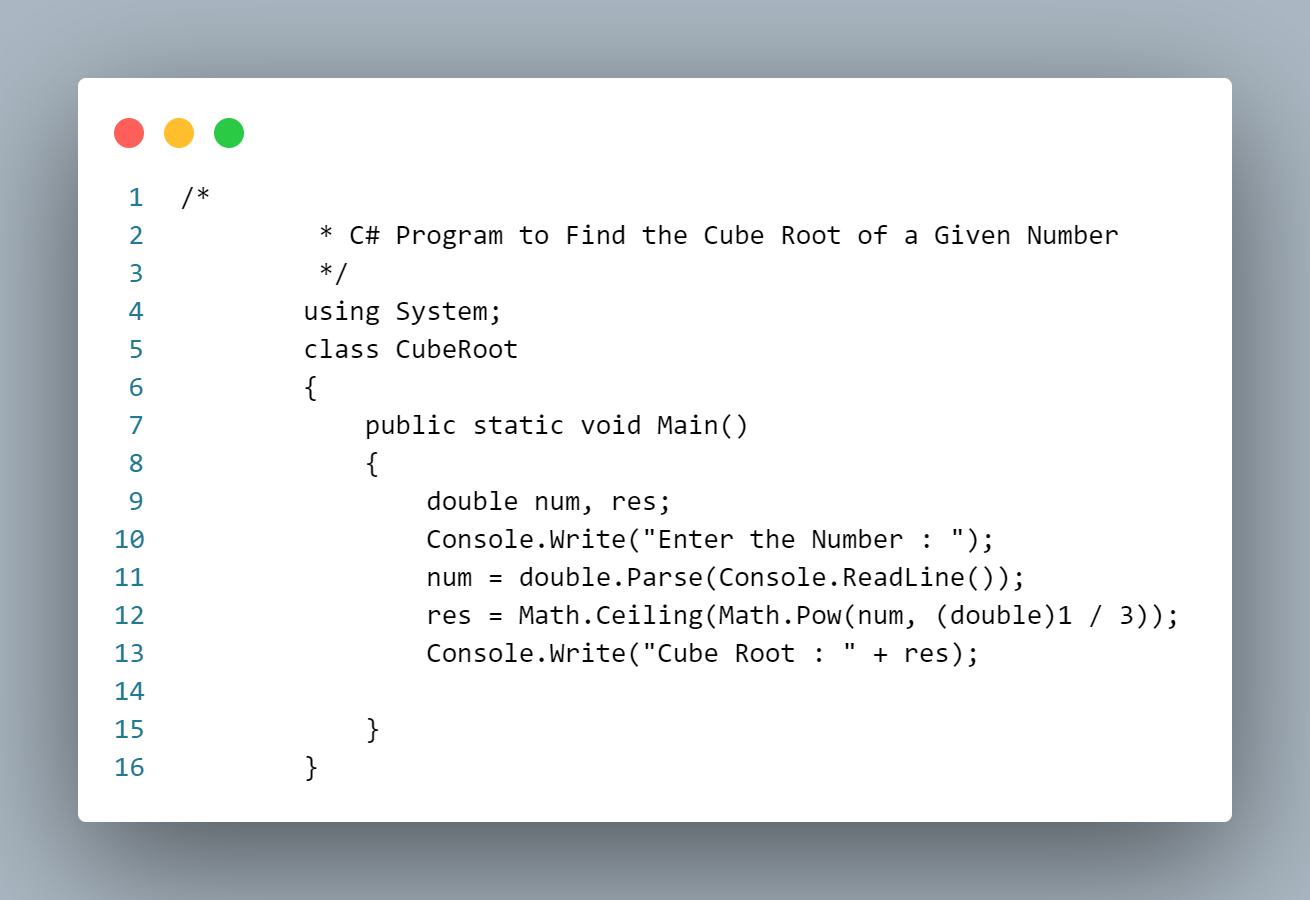 1 /*
2          * C# Program to Find the Cube Root of a Given Number
3          */
4         using System;
5         class CubeRoot
6         {
7             public static void Main()
8             {
9                 double num, res;
10                 Console.Write("Enter the Number : ");
11                 num = double.Parse(Console.ReadLine());
12                 res = Math.Ceiling(Math.Pow(num, (double)1 / 3));
13                 Console.Write("Cube Root : " + res);
14
15             }
16         }